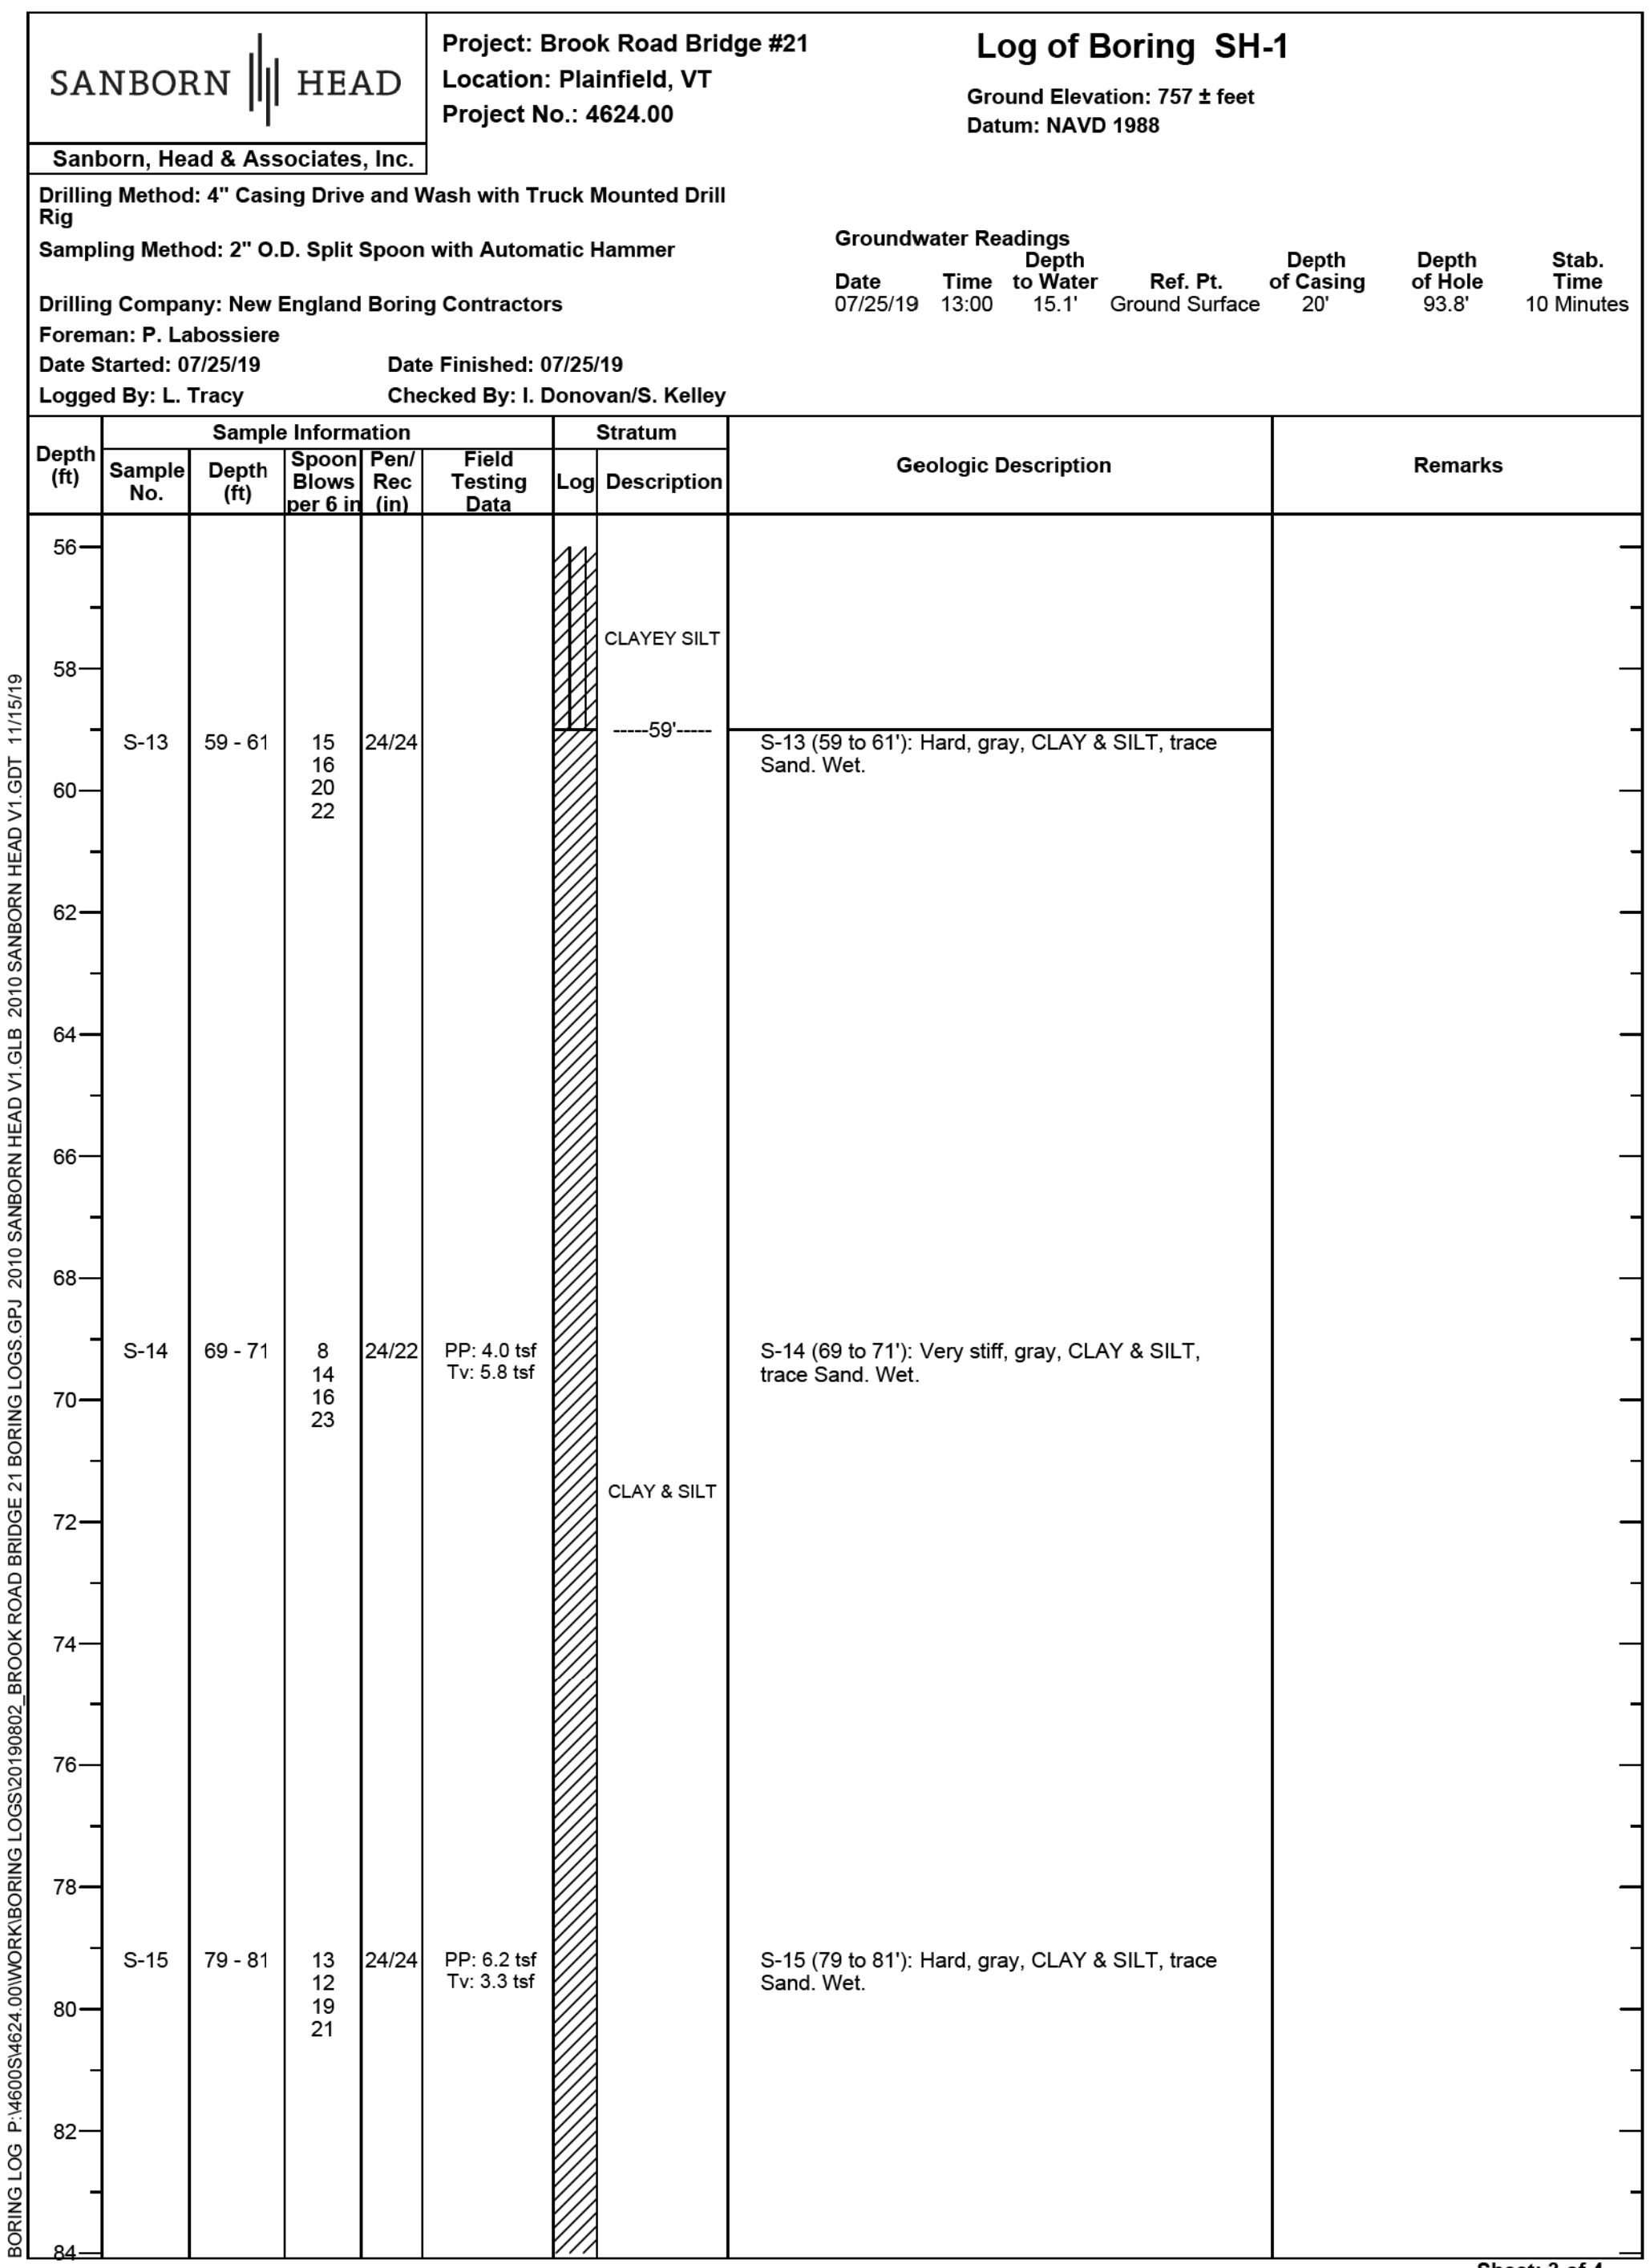 SANBORN HEAD
Sanborn, Head & Associates, Inc.
Project: Brook Road Bridge #21
Location: Plainfield, VT
Project No.: 4624.00
Log of Boring SH-1
Ground Elevation: 757 ± feet
Datum: NAVD 1988
Drilling Method: 4" Casing Drive and Wash with Truck Mounted Drill
Rig
Sampling Method: 2" O.D. Split Spoon with Automatic Hammer
Drilling Company: New England Boring Contractors
Foreman: P. Labossiere
Date Started: 07/25/19 Date Finished: 07/25/19
Logged By: L. Tracy Checked By: I. Donovan/S. Kelley
Groundwater Readings
Depth Depth Depth Stab.
Date Time to Water Ref. Pt. of Casing of Hole Time
07/25/19 13:00 15.1' Ground Surface 20' 93.8' 10 Minutes
Depth
(ft)
Sample Information
Sample
No.
Depth
(ft)
Spoon
Blows
per 6 in
Pen/
Rec
(in)
Field
Testing
Data
Stratum
Log Description
Geologic Description
Remarks
56
CLAYEY SILT
58
-----59'-----
S-13 59 - 61 15 24/24 S-13 (59 to 61'): Hard, gray, CLAY & SILT, trace
16 Sand. Wet.
60 20
22
62
64
66
68
S-14 69 - 71 8 24/22 PP: 4.0 tsf S-14 (69 to 71'): Very stiff, gray, CLAY & SILT,
14 Tv: 5.8 tsf trace Sand. Wet.
70 16
23
CLAY & SILT
72
74
76
78
S-15 79 - 81 13 24/24 PP: 6.2 tsf S-15 (79 to 81'): Hard, gray, CLAY & SILT, trace
12 Tv: 3.3 tsf Sand. Wet.
80 19
21
82
84
BORING LOG P:\4600S\4624.00\WORK\BORING LOGS\20190802_BROOK ROAD BRIDGE 21 BORING LOGS.GPJ 2010 SANBORN HEAD V1.GLB 2010 SANBORN HEAD V1.GDT 11/15/19
Sheet: 3 of 4